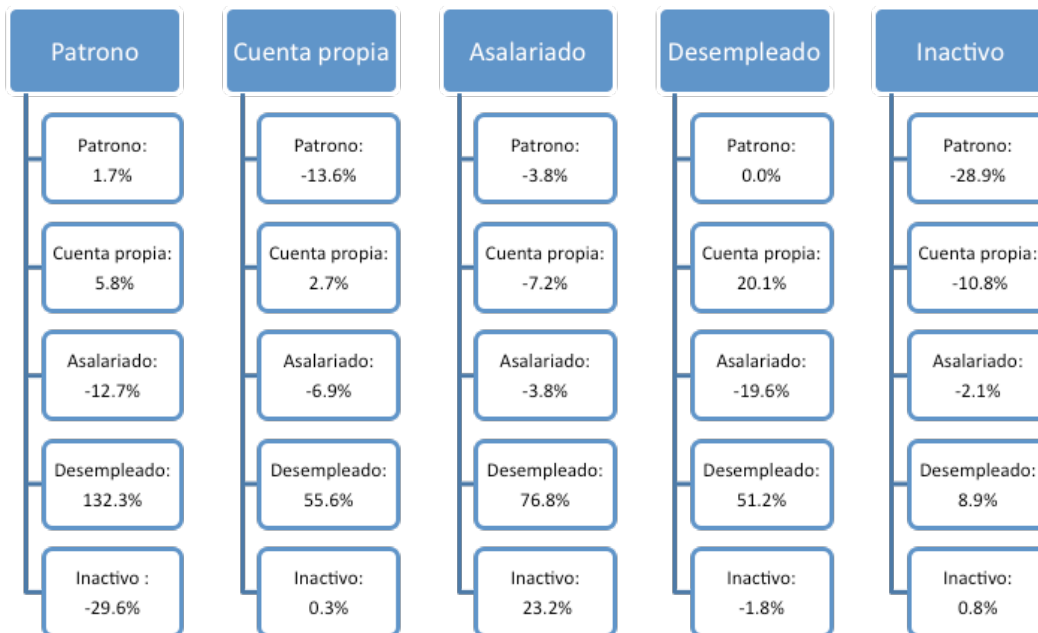 Patrono
Patrono:
1.7%
Cuenta propia:
5.8%
Asalariado:
-12.7%
Desempleado:
132.3%
Inactivo :
-29.6%
Cuenta propia
Patrono:
-13.6%
Cuenta propia:
2.7%
Asalariado:
-6.9%
Desempleado:
55.6%
Inactivo:
0.3%
Asalariado
Patrono:
-3.8%
Cuenta propia:
-7.2%
Asalariado:
-3.8%
Desempleado:
76.8%
Inactivo:
23.2%
Desempleado
Patrono:
0.0%
Cuenta propia:
20.1%
Asalariado:
-19.6%
Desempleado:
51.2%
Inactivo:
-1.8%
Inactivo
Patrono:
-28.9%
Cuenta propia:
-10.8%
Asalariado:
-2.1%
Desempleado:
8.9%
Inactivo:
0.8%